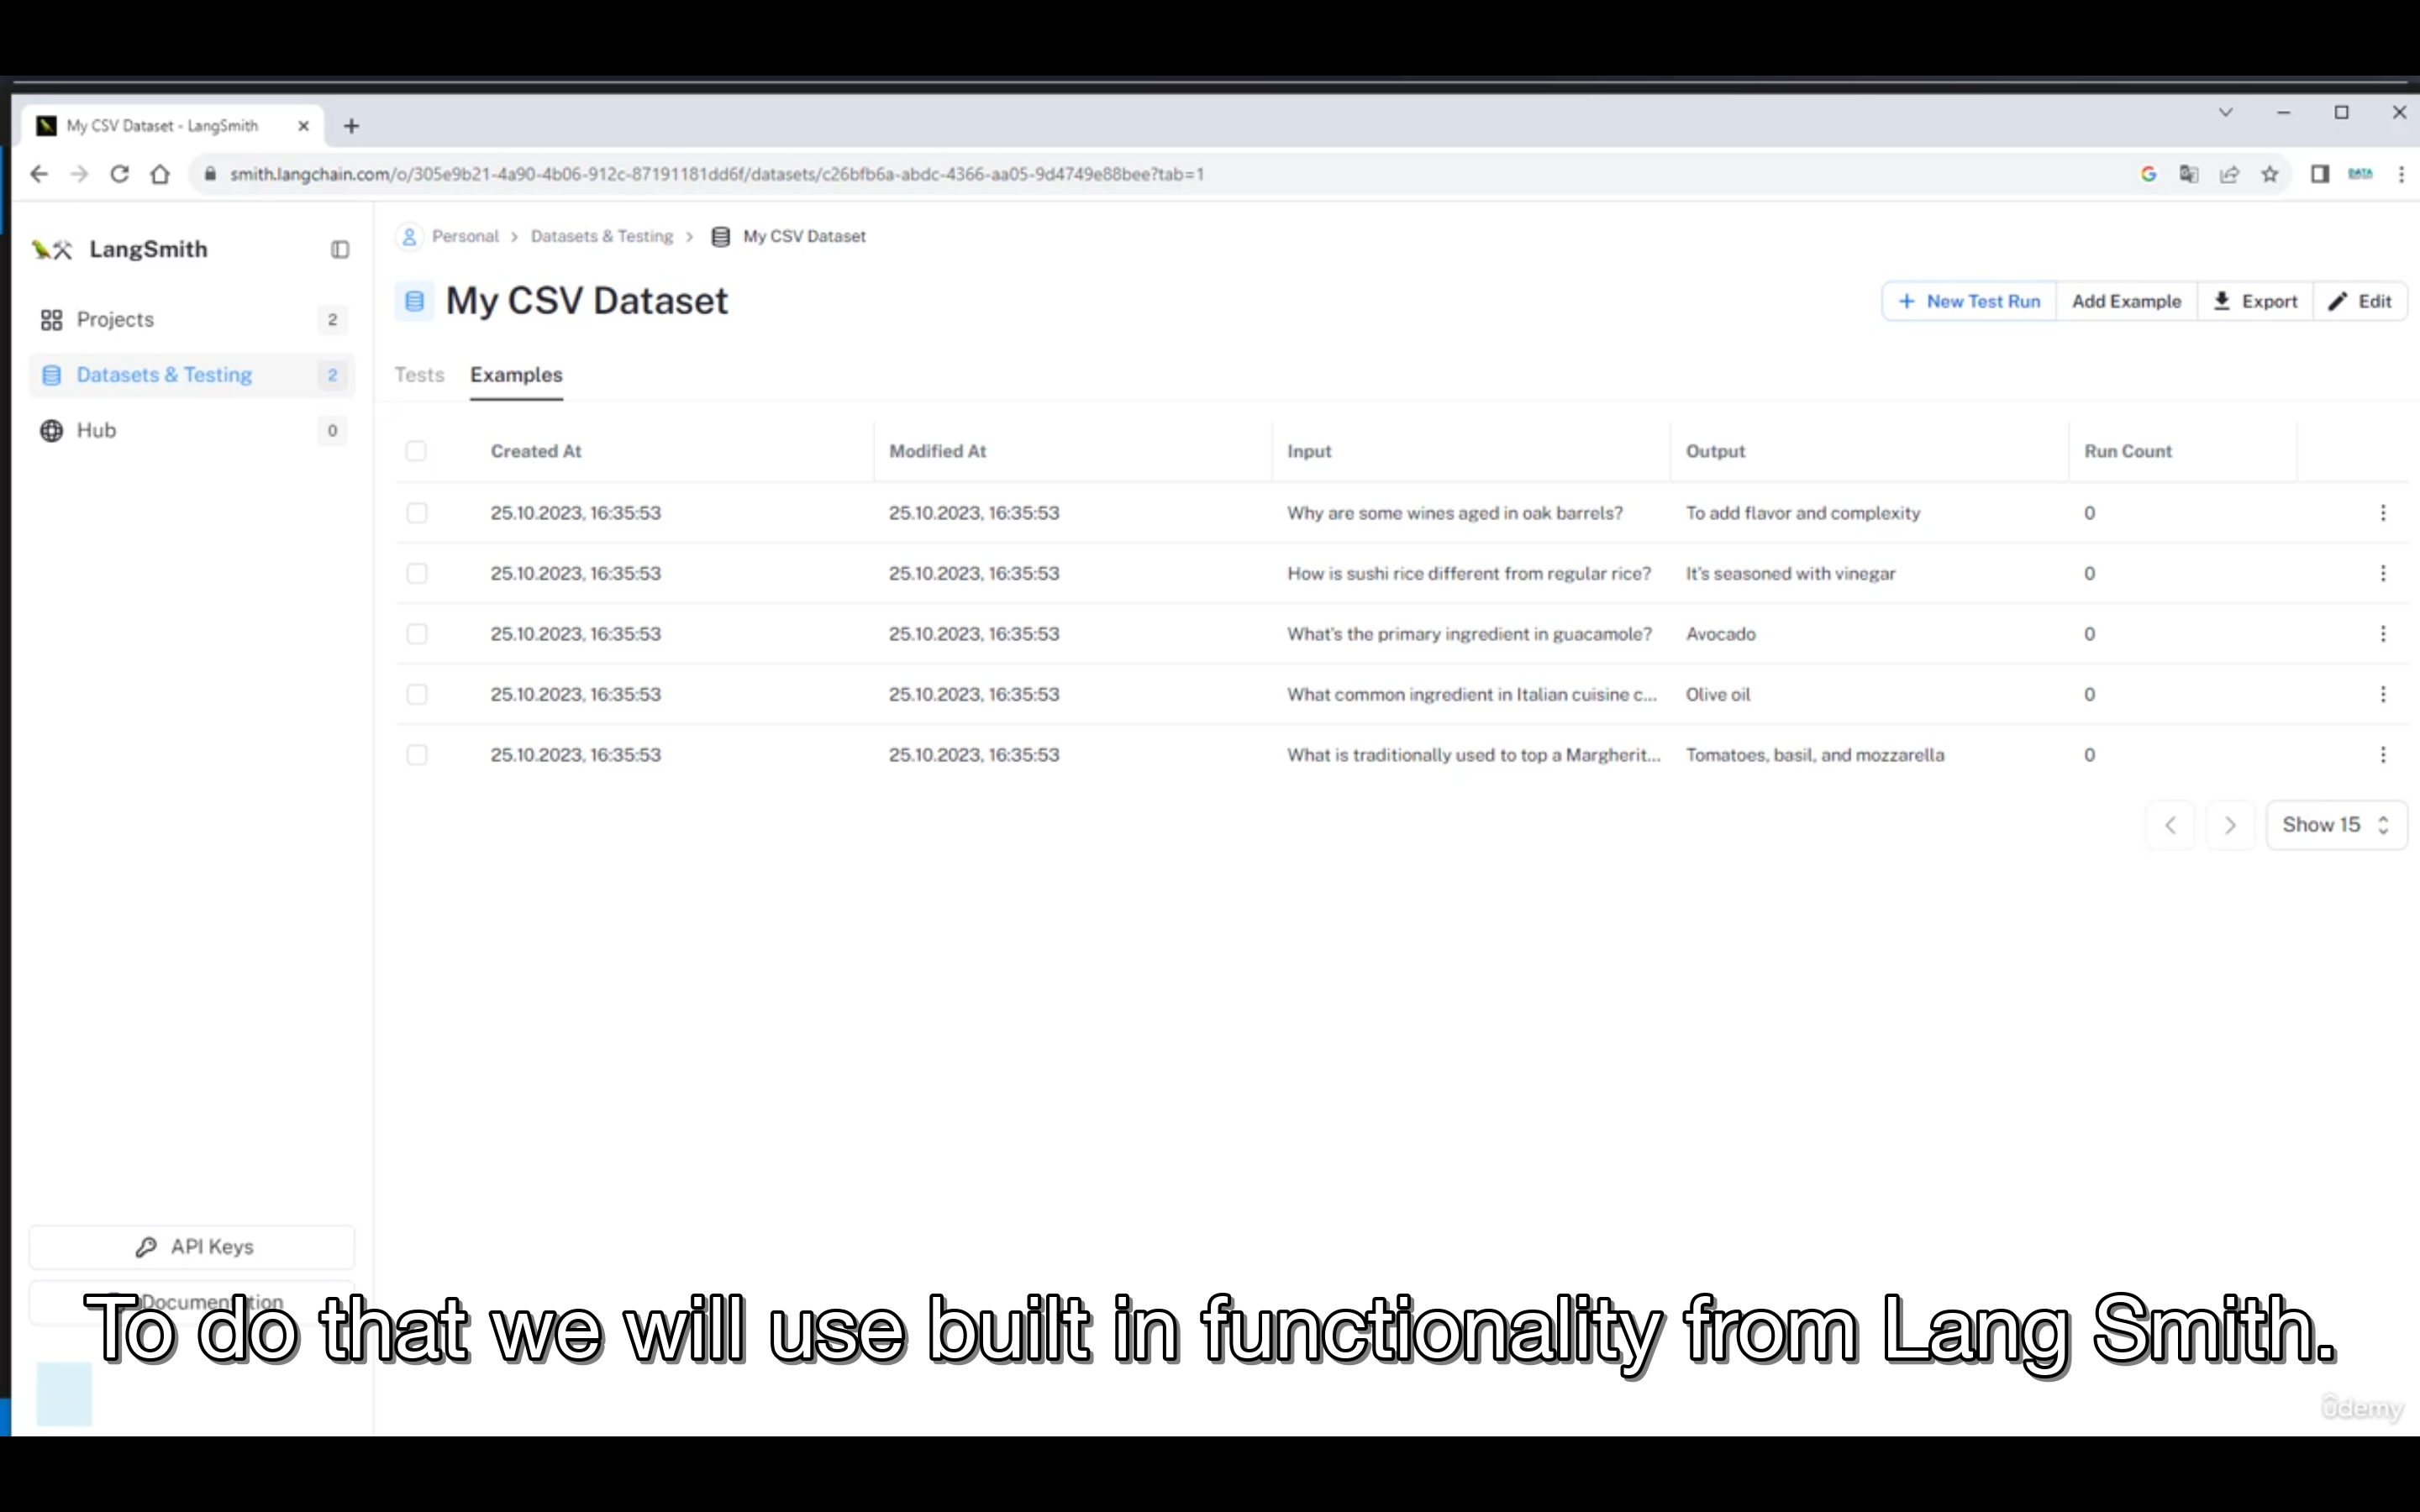 My CSV Dataset - LangSmith
smith.langchain.com/o/305e9b21-4a90-4b06-912c-87191181dd6f/datasets/c26bfb6a-abdc-4366-aa05-9d4749e88bee?tab=1
DATA
LangSmith
Personal > Datasets & Testing > My CSV Dataset
My CSV Dataset
+ New Test Run Add Example Export Edit
Projects 2
Datasets & Testing 2
Hub 0
Tests Examples
Created At Modified At Input Output Run Count
25.10.2023, 16:35:53 25.10.2023, 16:35:53 Why are some wines aged in oak barrels? To add flavor and complexity 0
25.10.2023, 16:35:53 25.10.2023, 16:35:53 How is sushi rice different from regular rice? It's seasoned with vinegar 0
25.10.2023, 16:35:53 25.10.2023, 16:35:53 What's the primary ingredient in guacamole? Avocado 0
25.10.2023, 16:35:53 25.10.2023, 16:35:53 What common ingredient in Italian cuisine c... Olive oil 0
25.10.2023, 16:35:53 25.10.2023, 16:35:53 What is traditionally used to top a Margherit... Tomatoes, basil, and mozzarella 0
Show 15
API Keys
Documentation
To do that we will use built in functionality from Lang Smith.
ûdemy